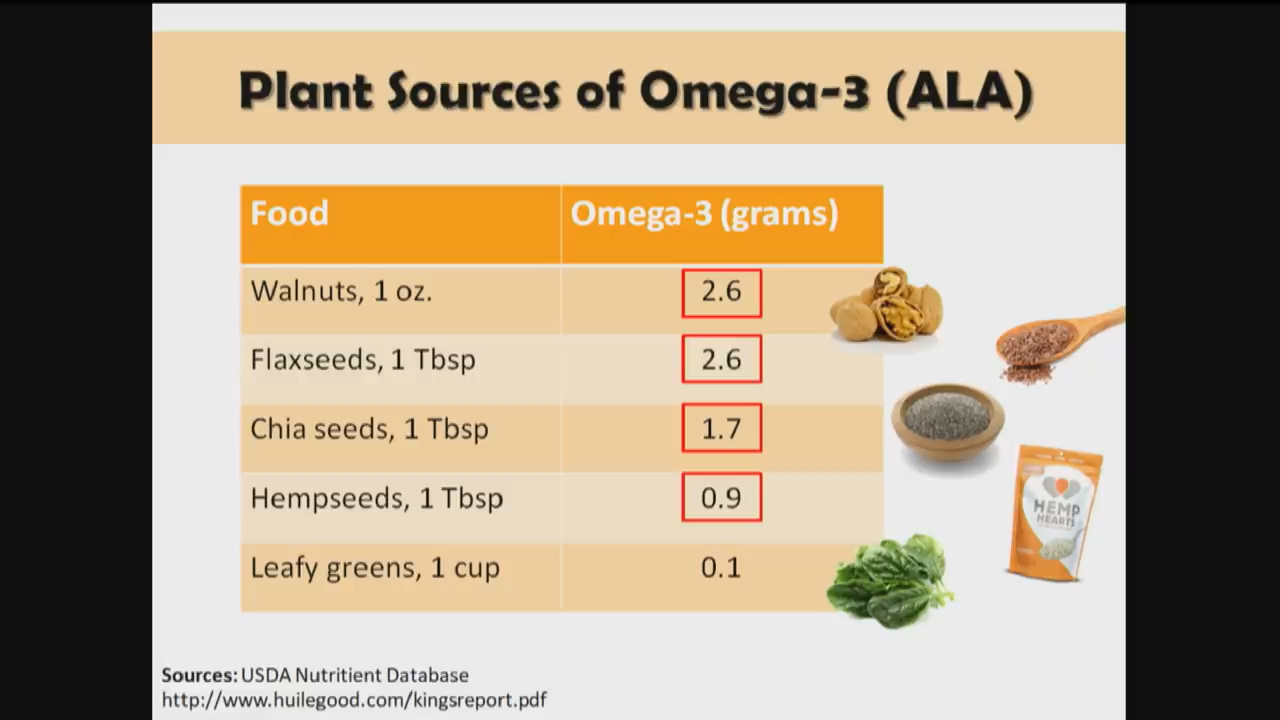 Plant Sources of Omega-3 (ALA)
Food Omega-3 (grams)
Walnuts, 1 oz. 2.6
Flaxseeds, 1 Tbsp 2.6
Chia seeds, 1 Tbsp 1.7
Hempseeds, 1 Tbsp 0.9
Leafy greens, 1 cup 0.1
HEMP
HEARTS
Sources: USDA Nutritient Database
http://www.huilegood.com/kingsreport.pdf